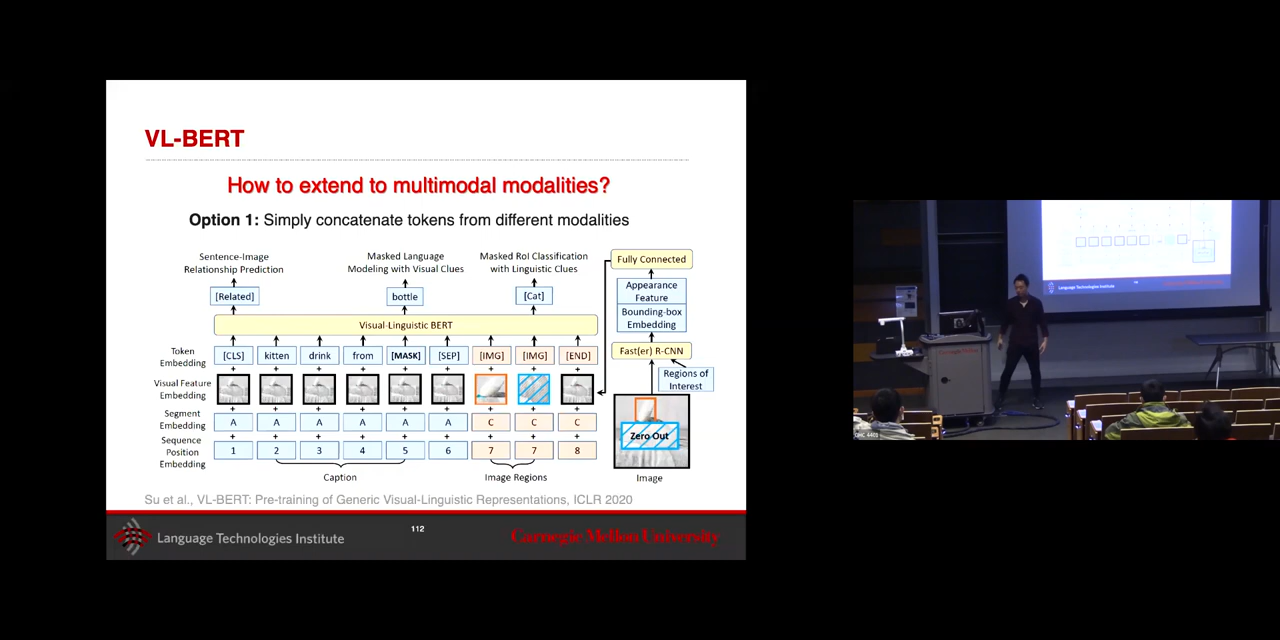 VL-BERT
How to extend to multimodal modalities?
Option 1: Simply concatenate tokens from different modalities
Sentence-Image
Relationship Prediction
Masked Language
Modeling with Visual Clues
Masked RoI Classification
with Linguistic Clues
Fully Connected
[Related]
bottle
[Cat]
Appearance
Feature
Bounding-box
Embedding
Visual-Linguistic BERT
Fast(er) R-CNN
Token
Embedding
[CLS] kitten drink from [MASK] [SEP] [IMG] [IMG] [END]
+ + + + + + + + +
Regions of
Interest
Visual Feature
Embedding
+ + + + + + + + +
Segment
Embedding
A A A A A A C C C
+ + + + + + + + +
Sequence
Position
Embedding
1 2 3 4 5 6 7 7 8
Zero Out
Caption
Image Regions
Image
Su et al., VL-BERT: Pre-training of Generic Visual-Linguistic Representations, ICLR 2020
Language Technologies Institute
112
Carnegie Mellon University
Language Technologies Institute
GHC 4401